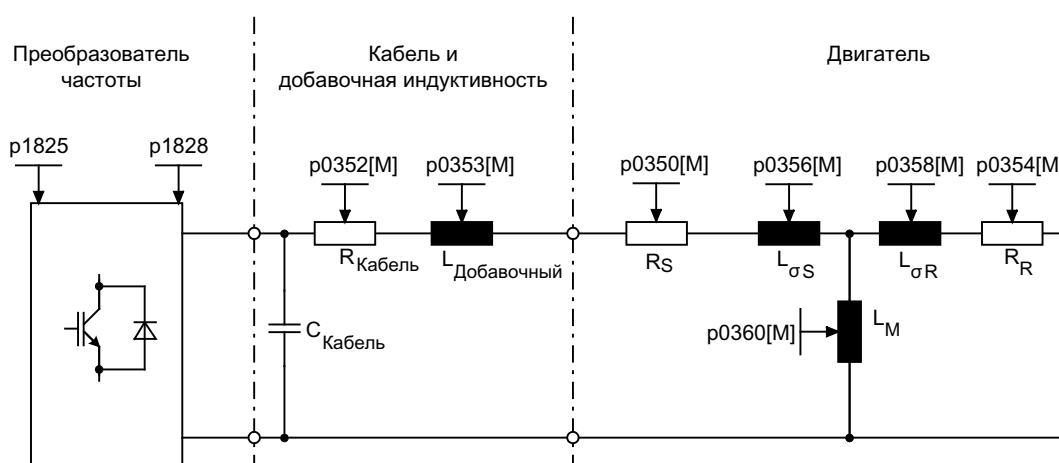 Преобразователь
частоты
Кабель и
добавочная индуктивность
Двигатель
p1825
p1828
p0352[M]
p0353[M]
p0350[M]
p0356[M]
p0358[M]
p0354[M
RКабель
LДобавочный
RS
LσS
LσR
RR
CКабель
p0360[M]
LM